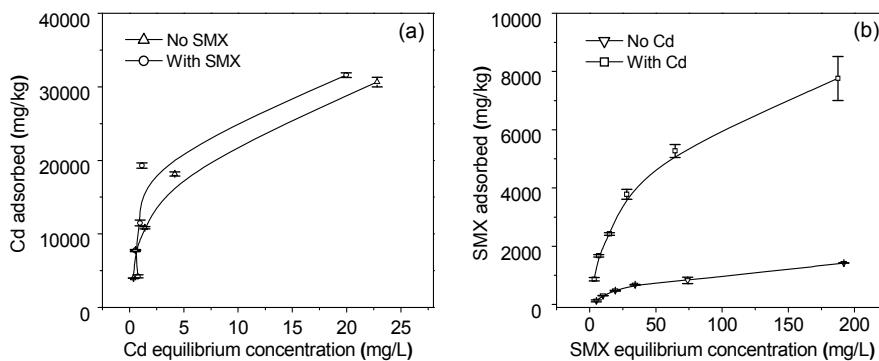 (a)
No SMX
With SMX
Cd adsorbed (mg/kg)
40000
30000
20000
10000
0
0 5 10 15 20 25
Cd equilibrium concentration (mg/L)
(b)
No Cd
With Cd
SMX adsorbed (mg/kg)
10000
8000
6000
4000
2000
0
0 50 100 150 200
SMX equilibrium concentration (mg/L)